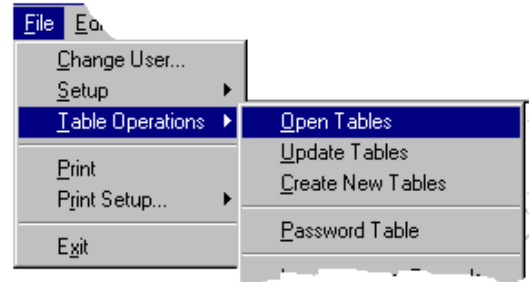 File
Change User...
Setup
Table Operations
Print
Print Setup...
Exit
Open Tables
Update Tables
Create New Tables
Password Table